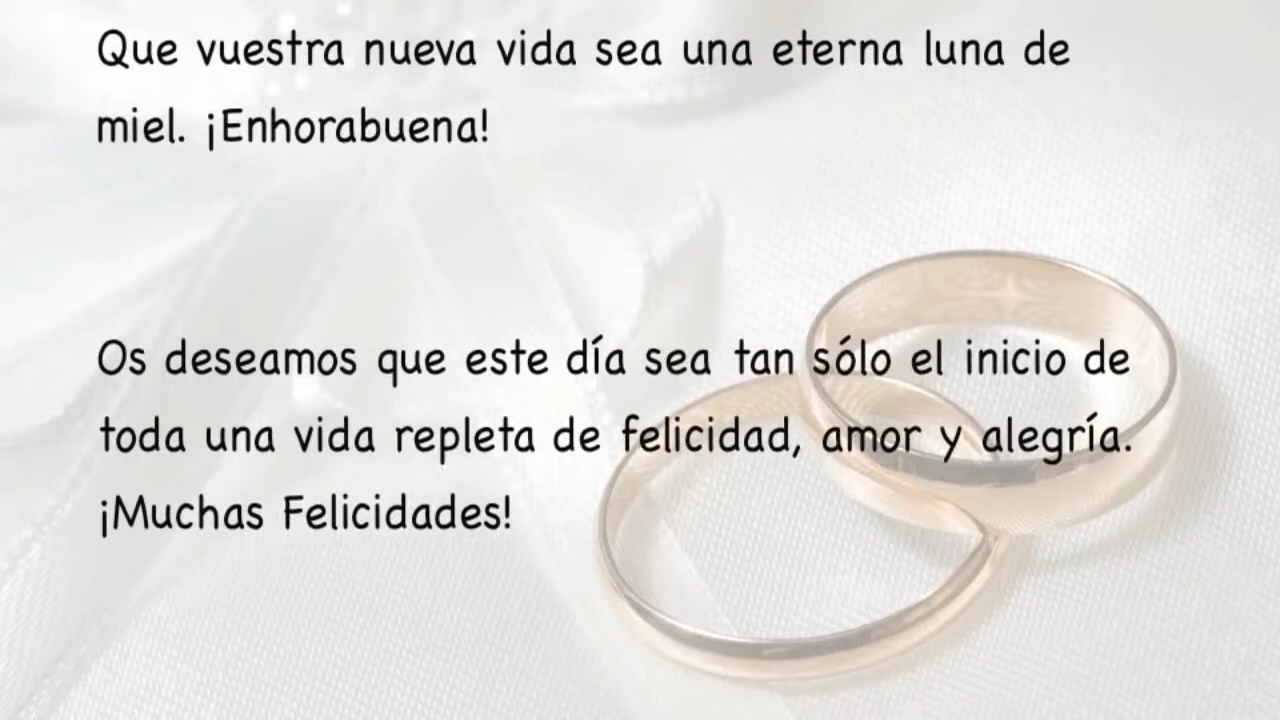 Que vuestra nueva vida sea una eterna luna de
miel. ¡Enhorabuena!
Os deseamos que este día sea tan sólo el inicio de
toda una vida repleta de felicidad, amor y alegría.
¡Muchas Felicidades!